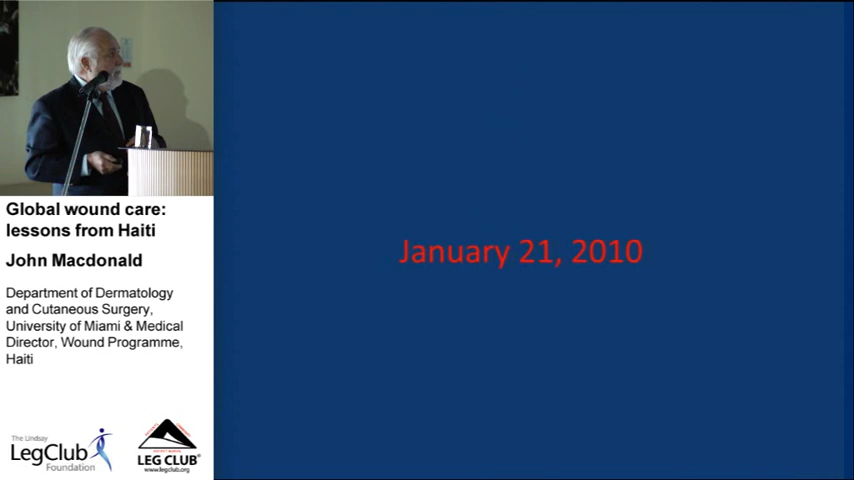 Global wound care:
lessons from Haiti
John Macdonald
Department of Dermatology
and Cutaneous Surgery,
University of Miami & Medical
Director, Wound Programme,
Haiti
The Lindsay
LegClub
Foundation
LEG CLUB®
www.legclub.org
January 21, 2010